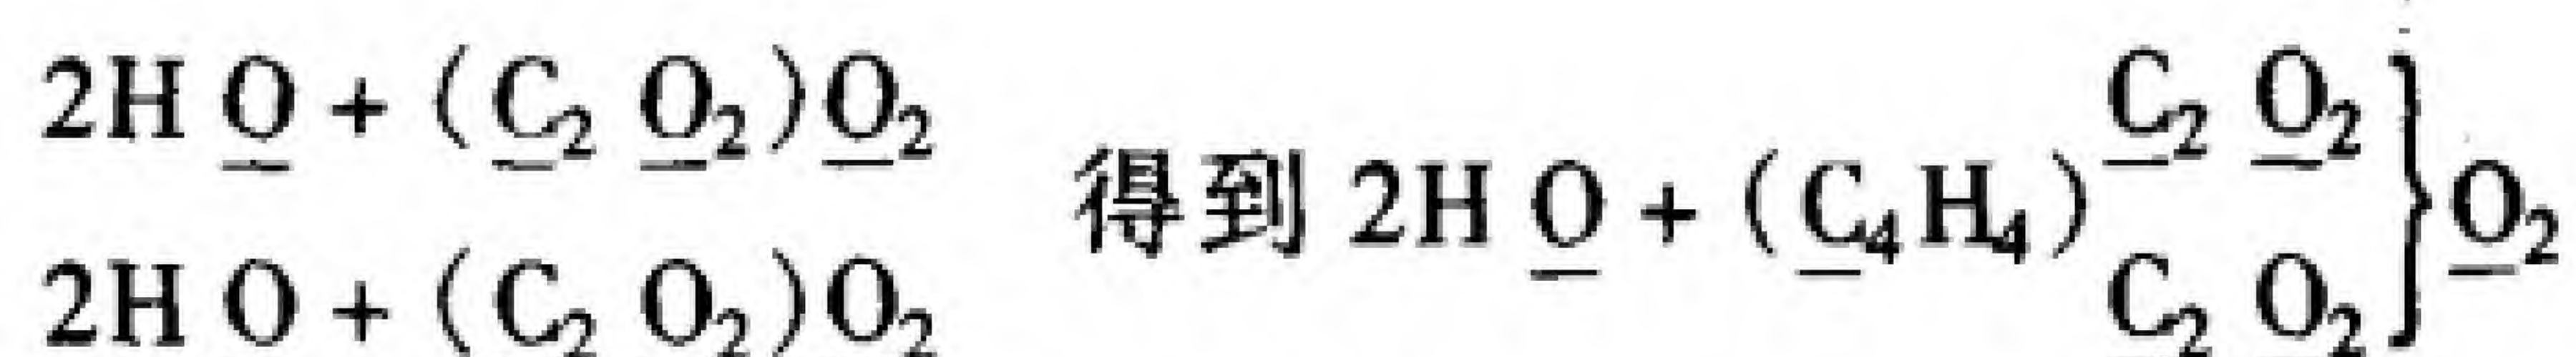 2H O + (C₂ O₂)O₂
2H O + (C₂ O₂)O₂
得到 2H O + (C₄H₄) C₂ O₂ } O₂
C₂ O₂